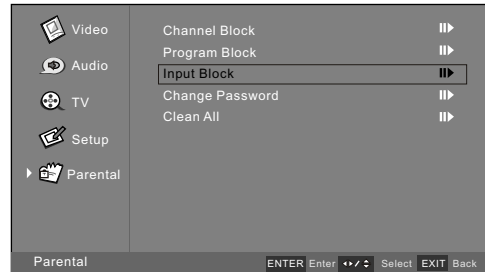 Video
Audio
TV
Setup
Parental
Channel Block
Program Block
Input Block
Change Password
Clean All
Parental
ENTER Enter Select EXIT Back